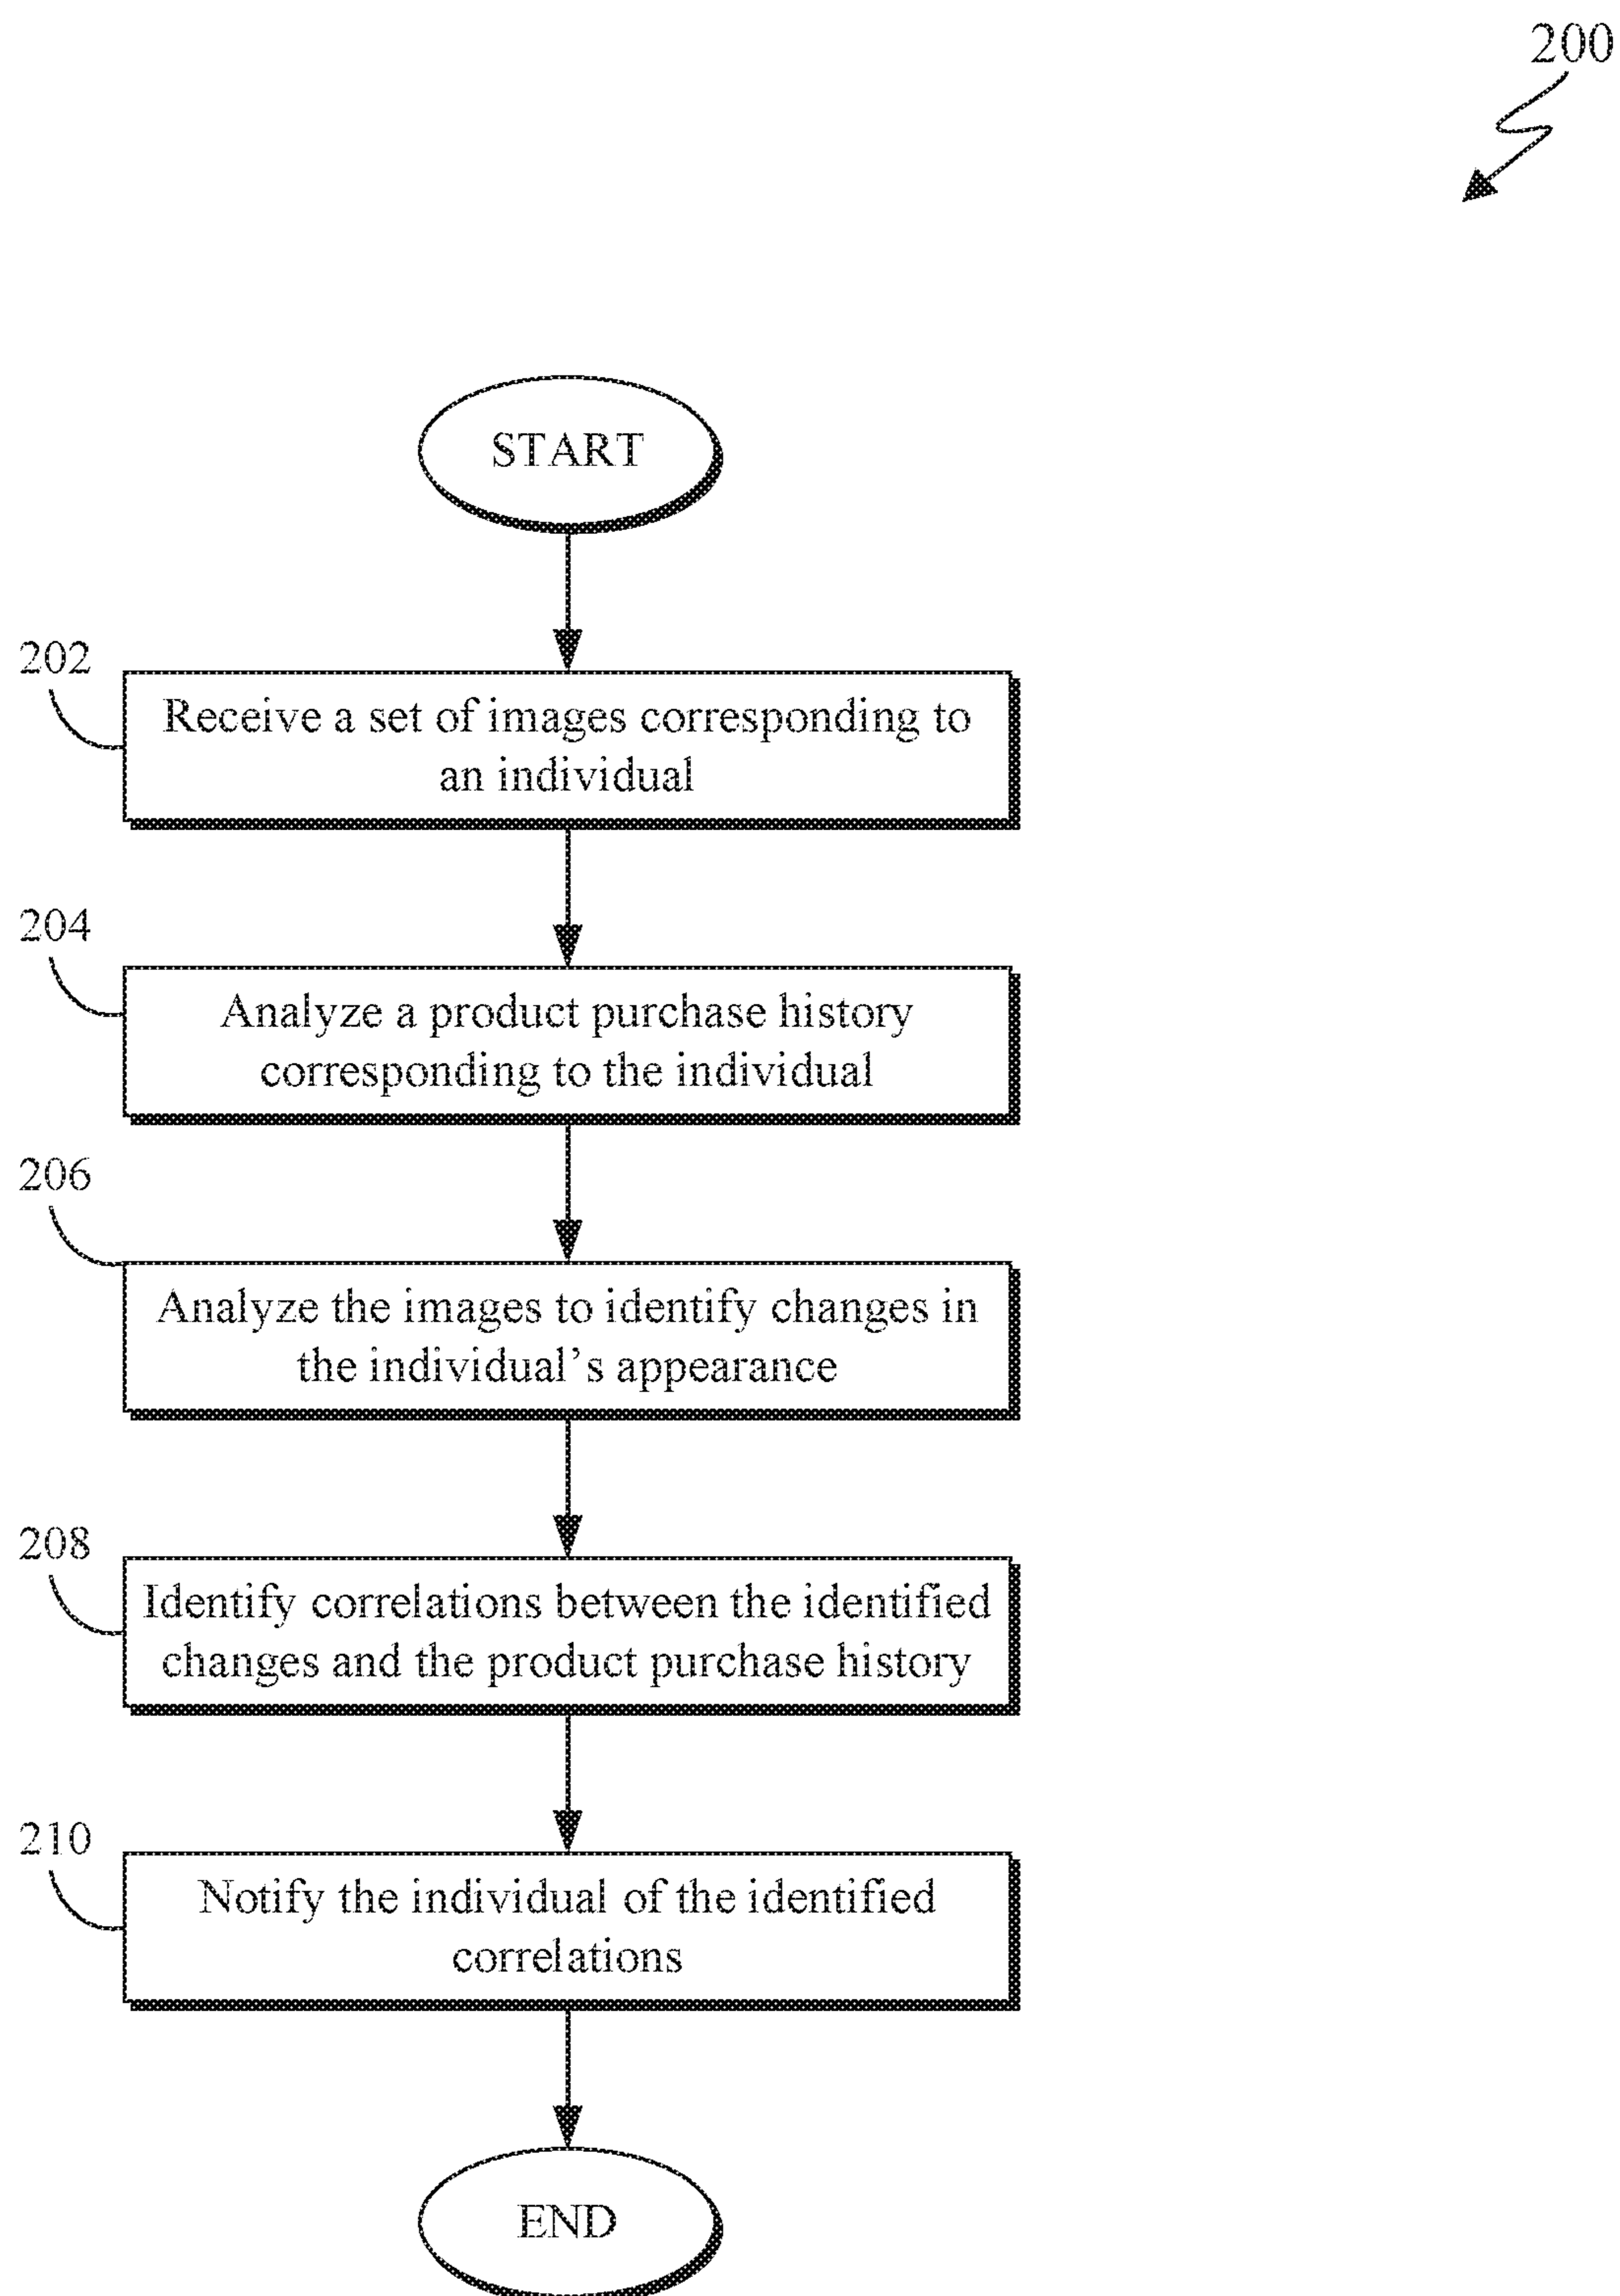 200
START
202
Receive a set of images corresponding to
an individual
204
Analyze a product purchase history
corresponding to the individual
206
Analyze the images to identify changes in
the individual’s appearance
208
Identify correlations between the identified
changes and the product purchase history
210
Notify the individual of the identified
correlations
END